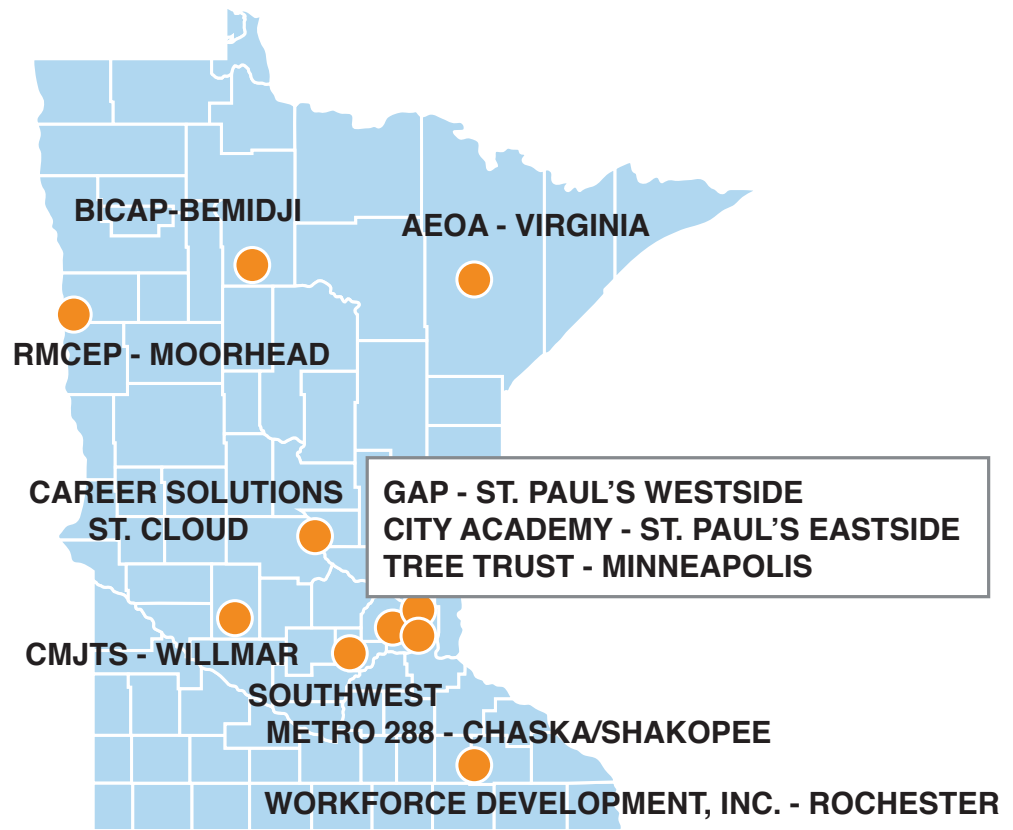 BICAP-BEMIDJI
AEOA - VIRGINIA
RMCEP - MOORHEAD
CAREER SOLUTIONS
ST. CLOUD
GAP - ST. PAUL’S WESTSIDE
CITY ACADEMY - ST. PAUL’S EASTSIDE
TREE TRUST - MINNEAPOLIS
CMJTS - WILLMAR
SOUTHWEST
METRO 288 - CHASKA/SHAKOPEE
WORKFORCE DEVELOPMENT, INC. - ROCHESTER